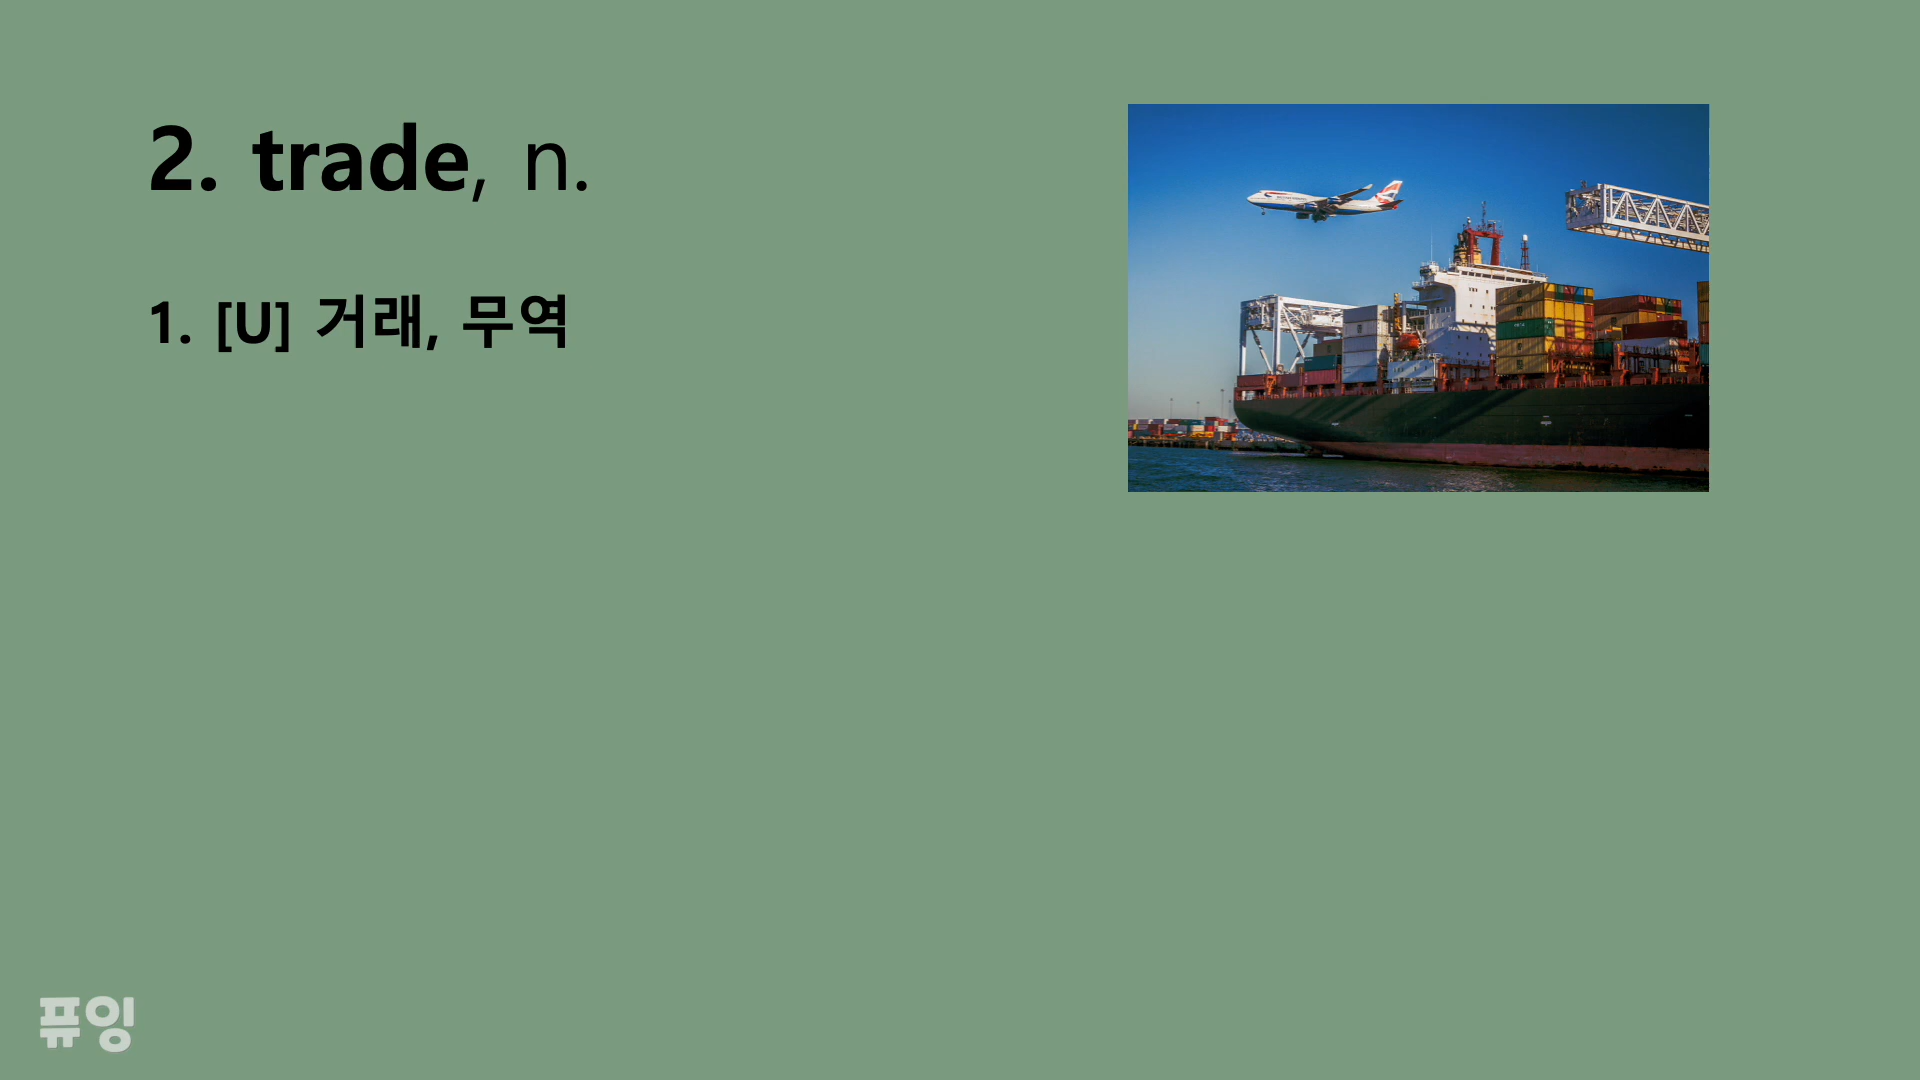 2. trade, n.
1. [U] 거래, 무역
퓨잉